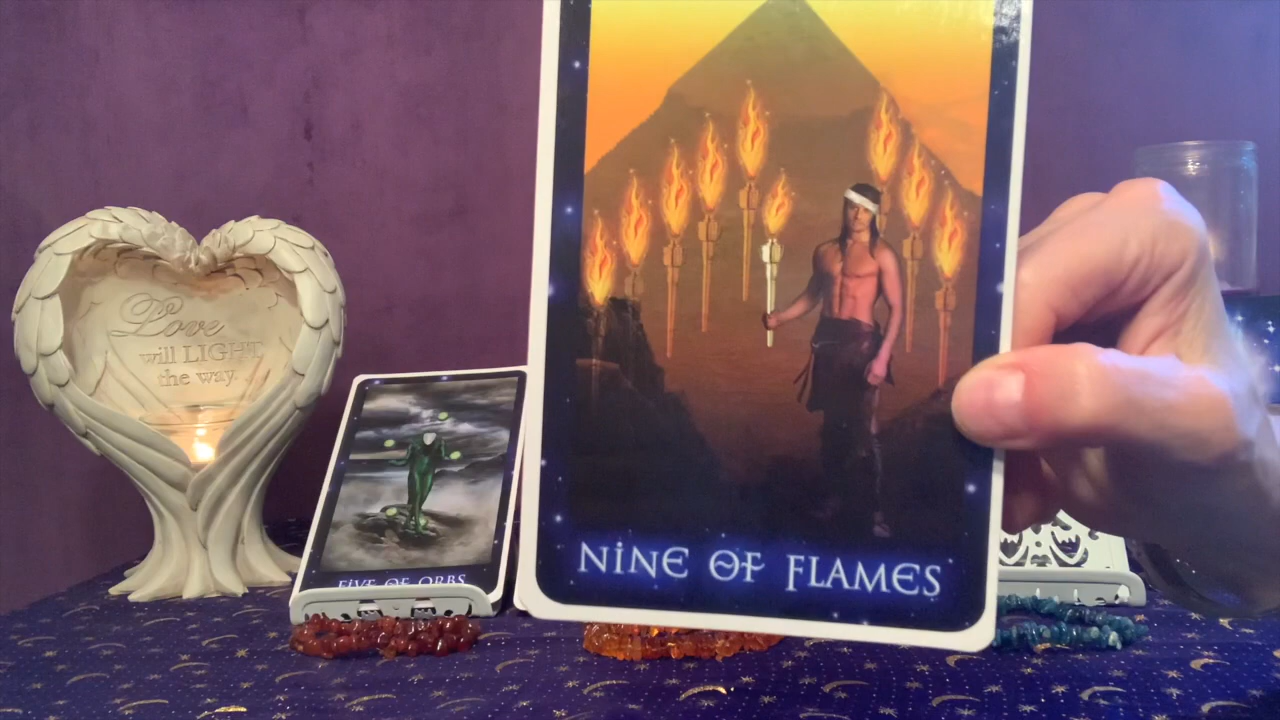 Love
will LIGHT
the way
FIVE OF ORBS
NINE OF FLAMES